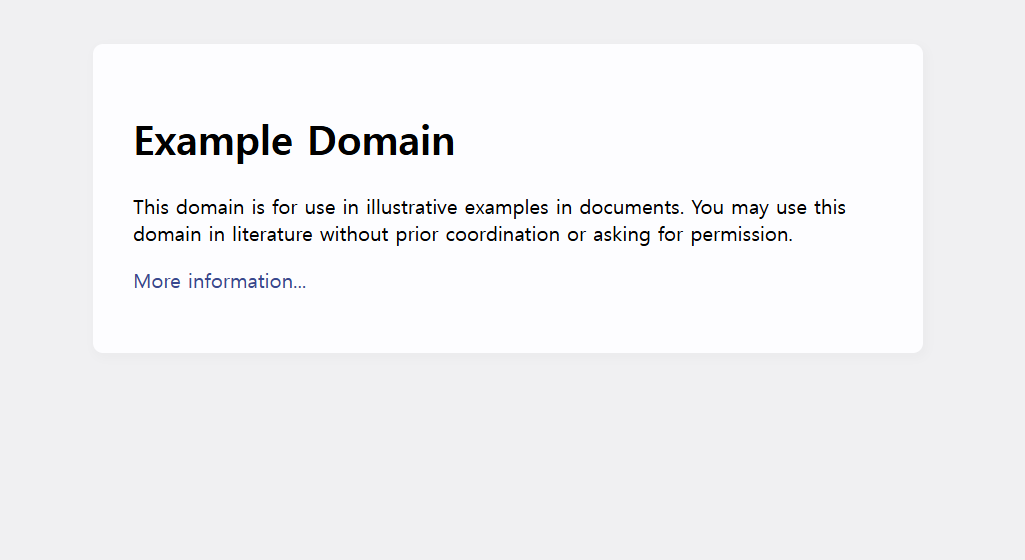 Example Domain
This domain is for use in illustrative examples in documents. You may use this
domain in literature without prior coordination or asking for permission.
More information...